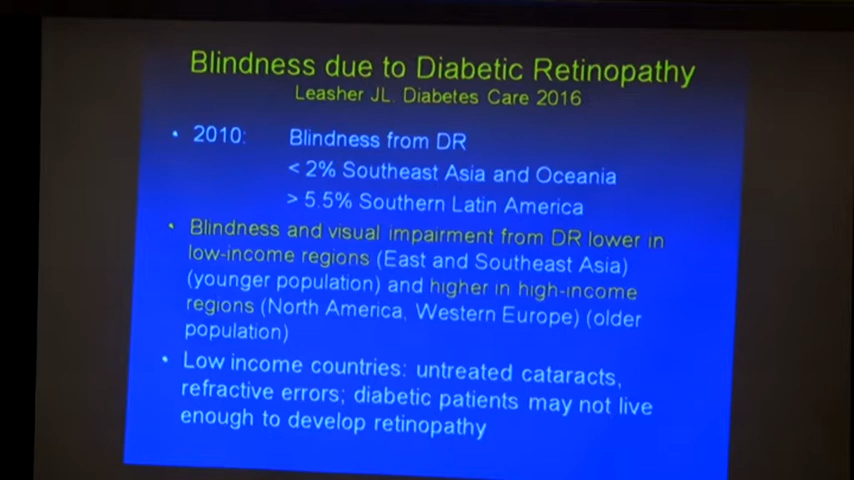 Blindness due to Diabetic Retinopathy
Leasher JL. Diabetes Care 2016
• 2010: Blindness from DR
< 2% Southeast Asia and Oceania
> 5.5% Southern Latin America
• Blindness and visual impairment from DR lower in
low-income regions (East and Southeast Asia)
(younger population) and higher in high-income
regions (North America, Western Europe) (older
population)
• Low income countries: untreated cataracts,
refractive errors; diabetic patients may not live
enough to develop retinopathy